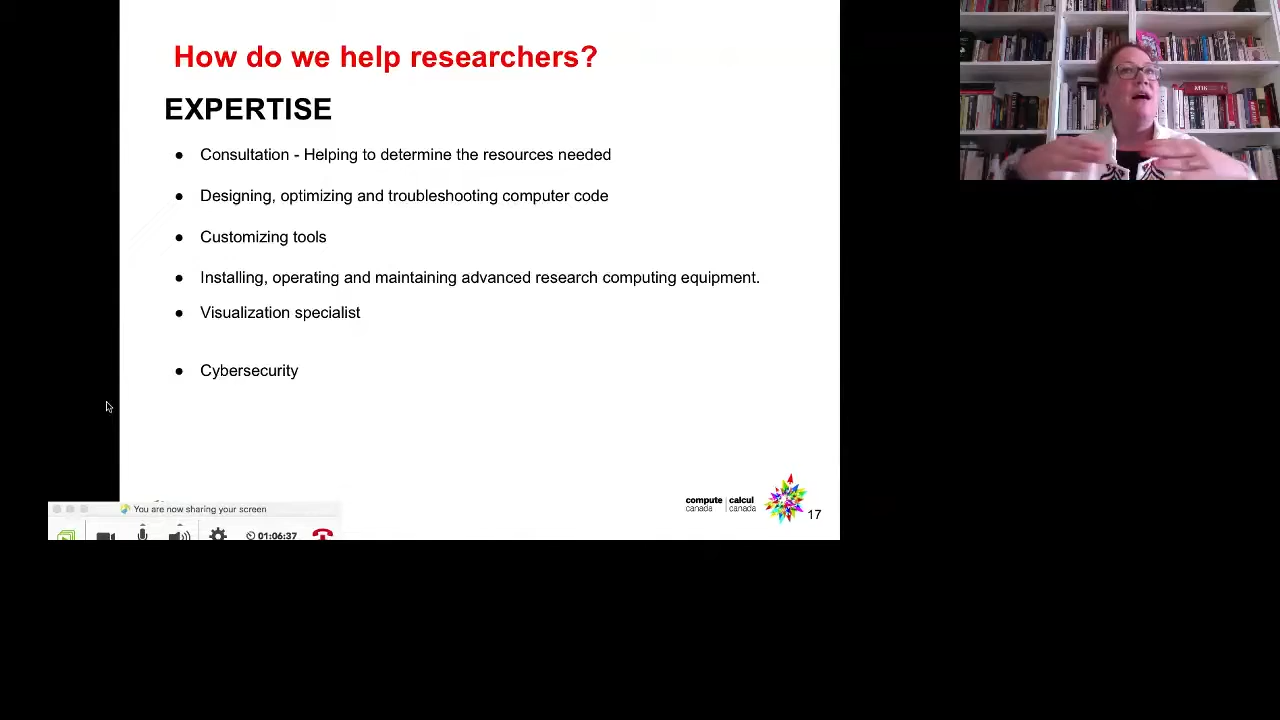 How do we help researchers?
EXPERTISE
● Consultation - Helping to determine the resources needed
● Designing, optimizing and troubleshooting computer code
● Customizing tools
● Installing, operating and maintaining advanced research computing equipment.
● Visualization specialist
● Cybersecurity
compute | calcul
canada | canada
17
You are now sharing your screen
01:06:37